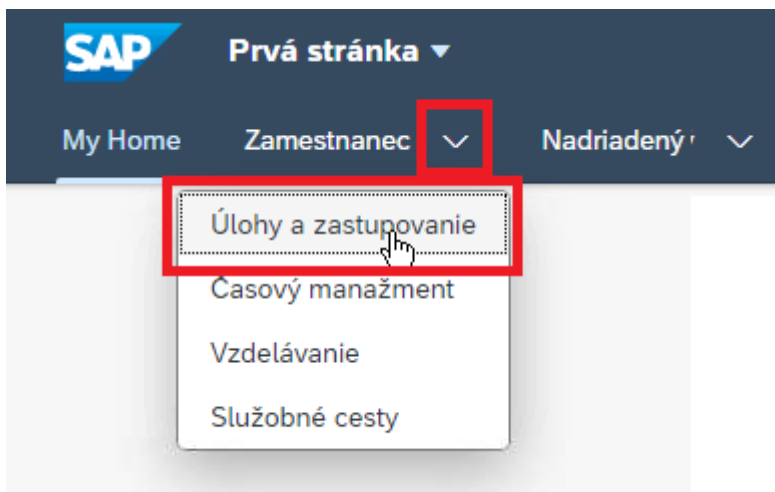 SAP Prvá stránka
My Home Zamestnanec Nadriadený
Úlohy a zastupovanie
Časový manažment
Vzdelávanie
Služobné cesty